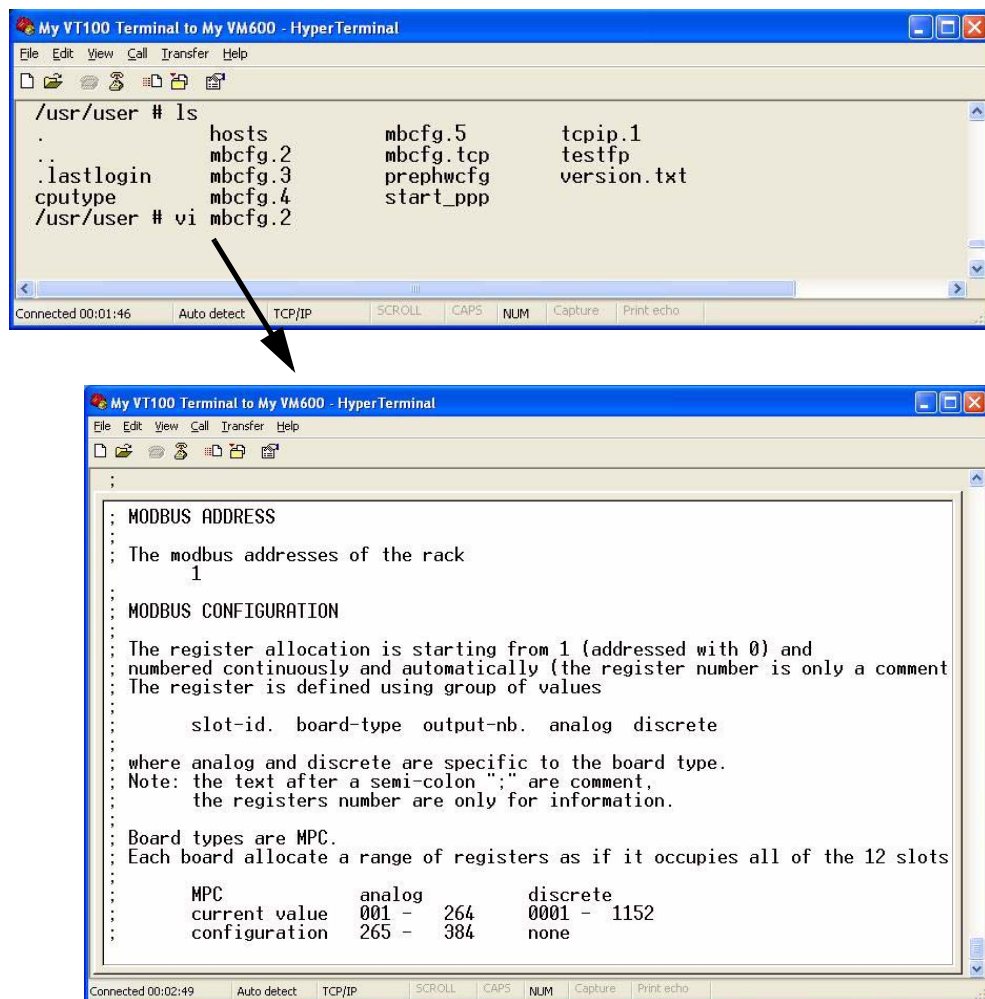 My VT100 Terminal to My VM600 - HyperTerminal
File Edit View Call Transfer Help
/usr/user # ls
. hosts mbcfg.5 tcpip.1
.. mbcfg.2 mbcfg.tcp testfp
.lastlogin mbcfg.3 prephwcfg version.txt
cputype mbcfg.4 start_ppp
/usr/user # vi mbcfg.2
Connected 00:01:46 Auto detect TCP/IP SCROLL CAPS NUM Capture Print echo
My VT100 Terminal to My VM600 - HyperTerminal
File Edit View Call Transfer Help
;
; MODBUS ADDRESS
;
; The modbus addresses of the rack
1
;
; MODBUS CONFIGURATION
;
; The register allocation is starting from 1 (addressed with 0) and
; numbered continuously and automatically (the register number is only a comment
; The register is defined using group of values
;
; slot-id. board-type output-nb. analog discrete
;
; where analog and discrete are specific to the board type.
; Note: the text after a semi-colon ";" are comment,
; the registers number are only for information.
;
; Board types are MPC.
; Each board allocate a range of registers as if it occupies all of the 12 slots
;
; MPC analog discrete
; current value 001 - 264 0001 - 1152
; configuration 265 - 384 none
Connected 00:02:49 Auto detect TCP/IP SCROLL CAPS NUM Capture Print echo